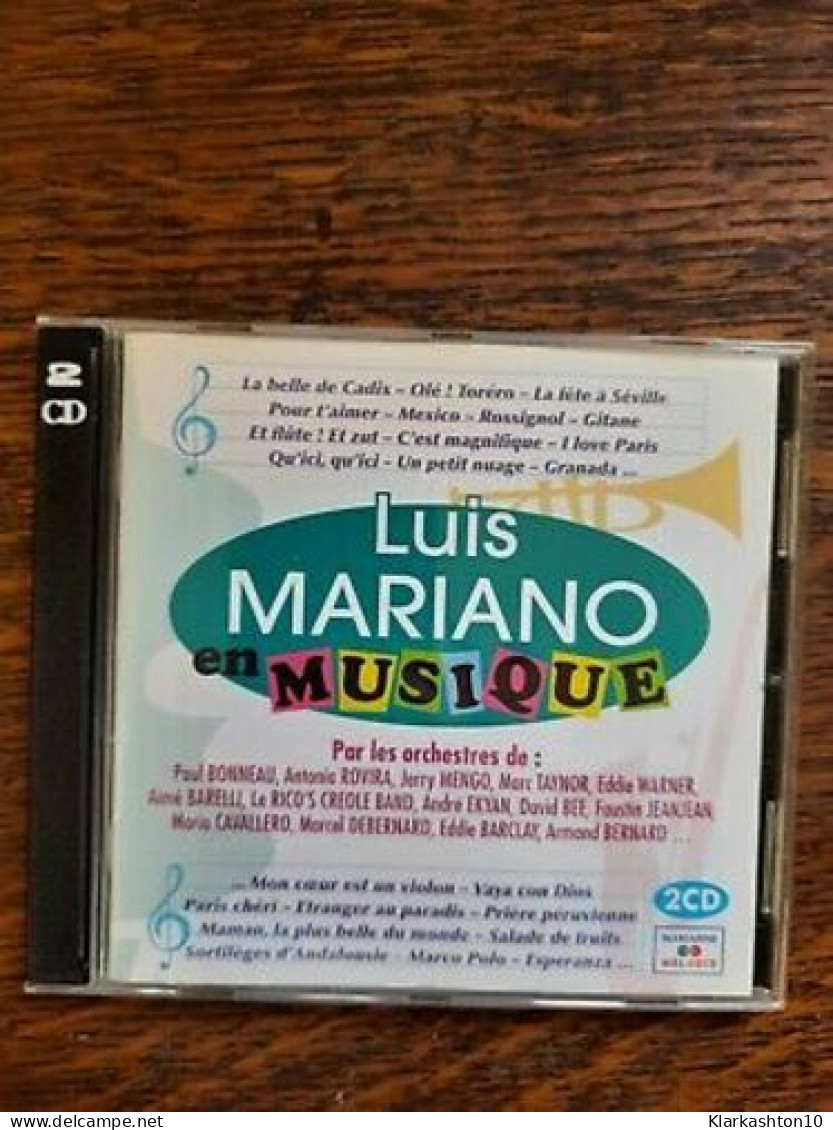 2
CD
La belle de Cadix – Olé ! Toréro – La fête à Séville
Pour t'aimer – Mexico – Rossignol – Gitane
Et flûte ! Et zut – C'est magnifique – I love Paris
Qu'ici, qu'ici – Un petit nuage – Granada ...
Luis
MARIANO
en MUSIQUE
Par les orchestres de :
Paul BONNEAU, Antonio ROVIRA, Jerry MENGO, Marc TAYNOR, Eddie WARNER,
Aimé BARELLI, Le RICO'S CREOLE BAND, André EKYAN, David BEE, Faustin JEANJEAN,
Mario CAVALLERO, Marcel DEBERNARD, Eddie BARCLAY, Armand BERNARD ...
... Mon cœur est un violon – Vaya con Dios
Paris chéri – Etranger au paradis – Prière péruvienne
Maman, la plus belle du monde – Salade de fruits
Sortilèges d'Andalousie – Marco Polo – Esperanza ...
2CD
MARIANNE
MELODIE
delcampe.net
Klarkashton10